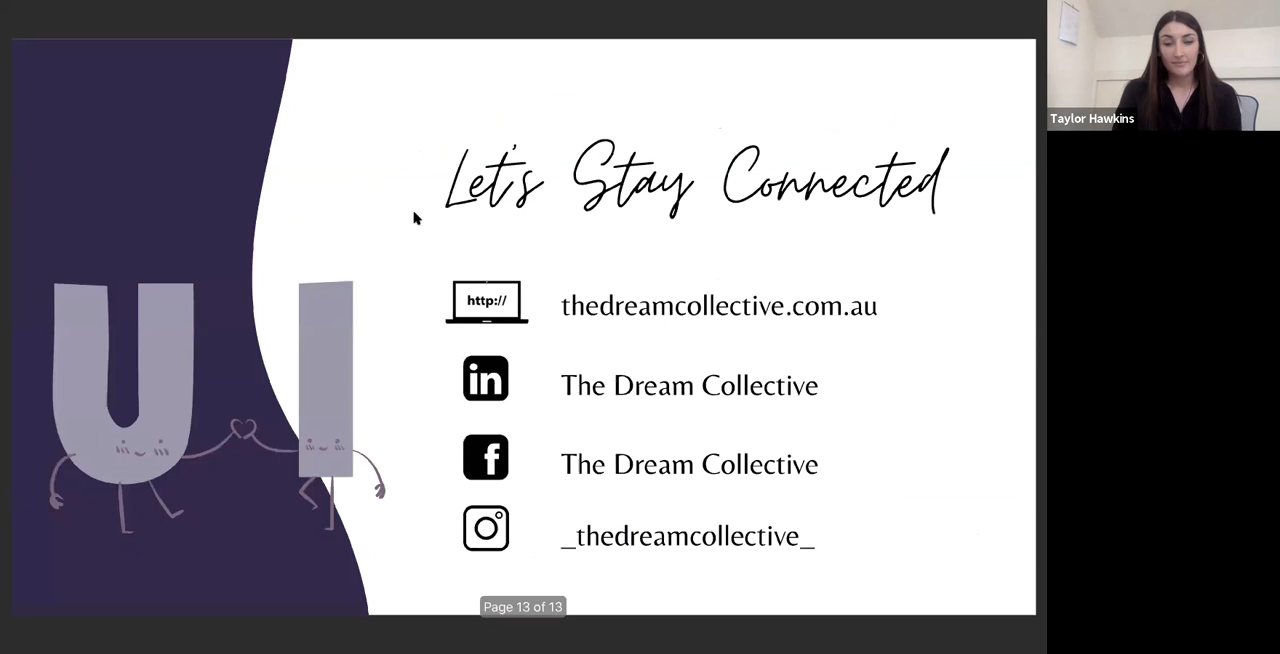 Let's Stay Connected
http://
thedreamcollective.com.au
in
The Dream Collective
f
The Dream Collective
_thedreamcollective_
U I
Page 13 of 13
Taylor Hawkins